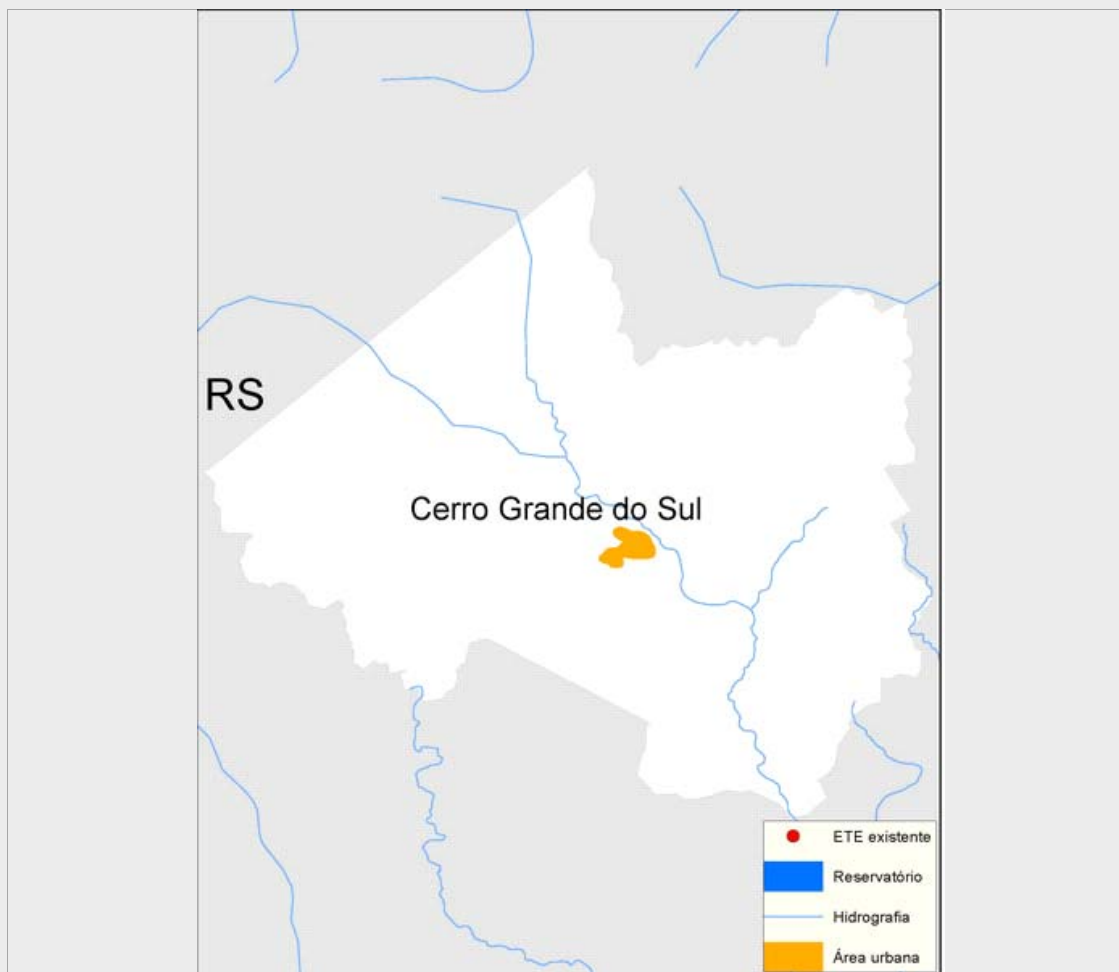 RS
Cerro Grande do Sul
ETE existente
Reservatório
Hidrografia
Área urbana